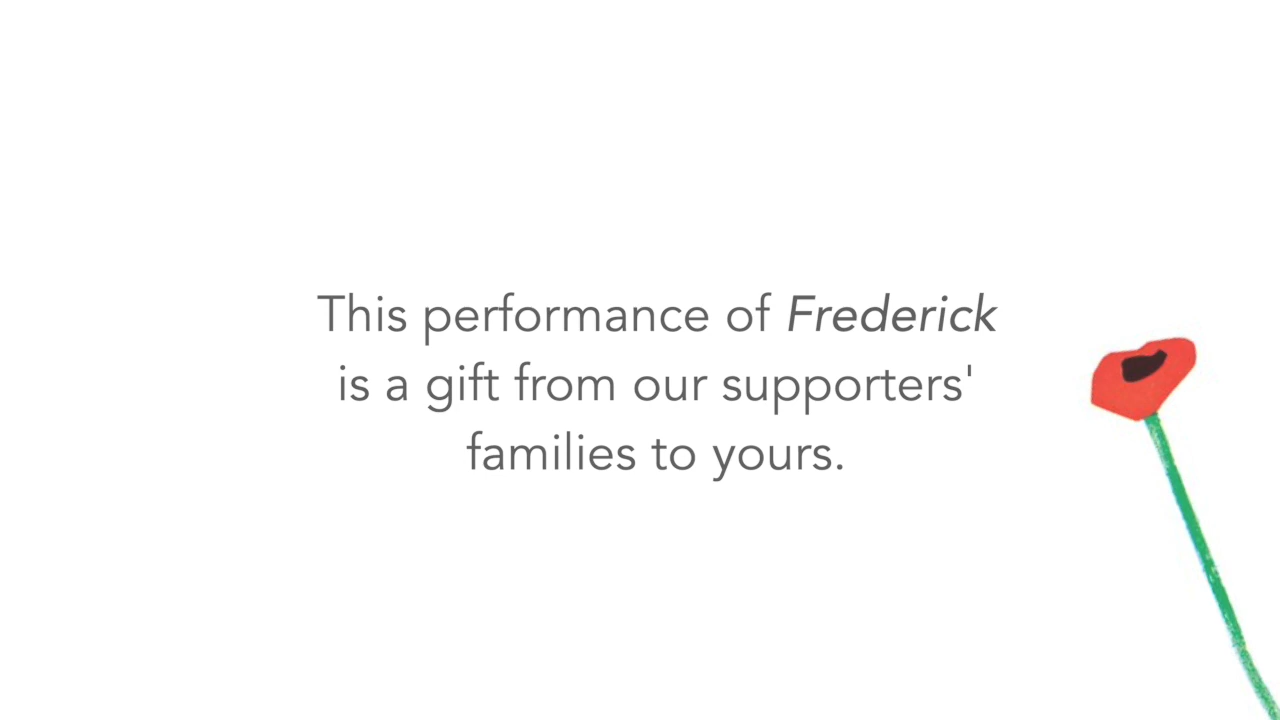 This performance of Frederick
is a gift from our supporters'
families to yours.